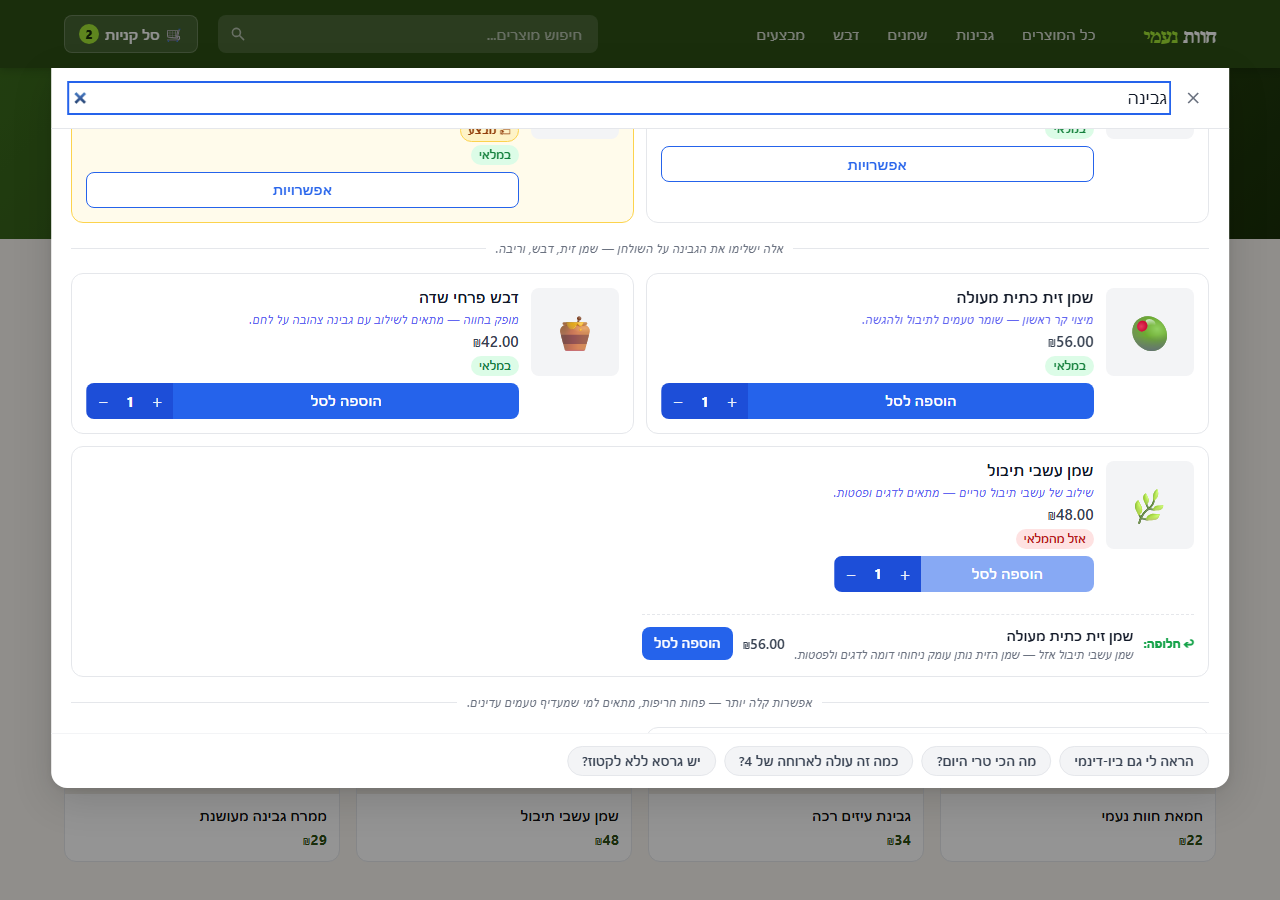 חוות נעמי
כל המוצרים
גבינות
שמנים
דבש
מבצעים
חיפוש מוצרים...
סל קניות
2
גבינה
במלאי
אפשרויות
מבצע
במלאי
אפשרויות
אלה ישלימו את הגבינה על השולחן — שמן זית, דבש, וריבה.
שמן זית כתית מעולה
מיצוי קר ראשון — שומר טעמים לתיבול ולהגשה.
₪56.00
במלאי
הוספה לסל
+ 1 −
דבש פרחי שדה
מופק בחווה — מתאים לשילוב עם גבינה צהובה על לחם.
₪42.00
במלאי
הוספה לסל
+ 1 −
שמן עשבי תיבול
שילוב של עשבי תיבול טריים — מתאים לדגים ופסטות.
₪48.00
אזל מהמלאי
הוספה לסל
+ 1 −
↩ חלופה:
שמן זית כתית מעולה
שמן עשבי תיבול אזל — שמן הזית נותן עומק ניחוחי דומה לדגים ולפסטות.
₪56.00
הוספה לסל
אפשרות קלה יותר — פחות חריפות, מתאים למי שמעדיף טעמים עדינים.
הראה לי גם ביו-דינמי
מה הכי טרי היום?
כמה זה עולה לארוחה של 4?
יש גרסא ללא לקטוז?
חמאת חוות נעמי
₪22
גבינת עיזים רכה
₪34
שמן עשבי תיבול
₪48
ממרח גבינה מעושנת
₪29